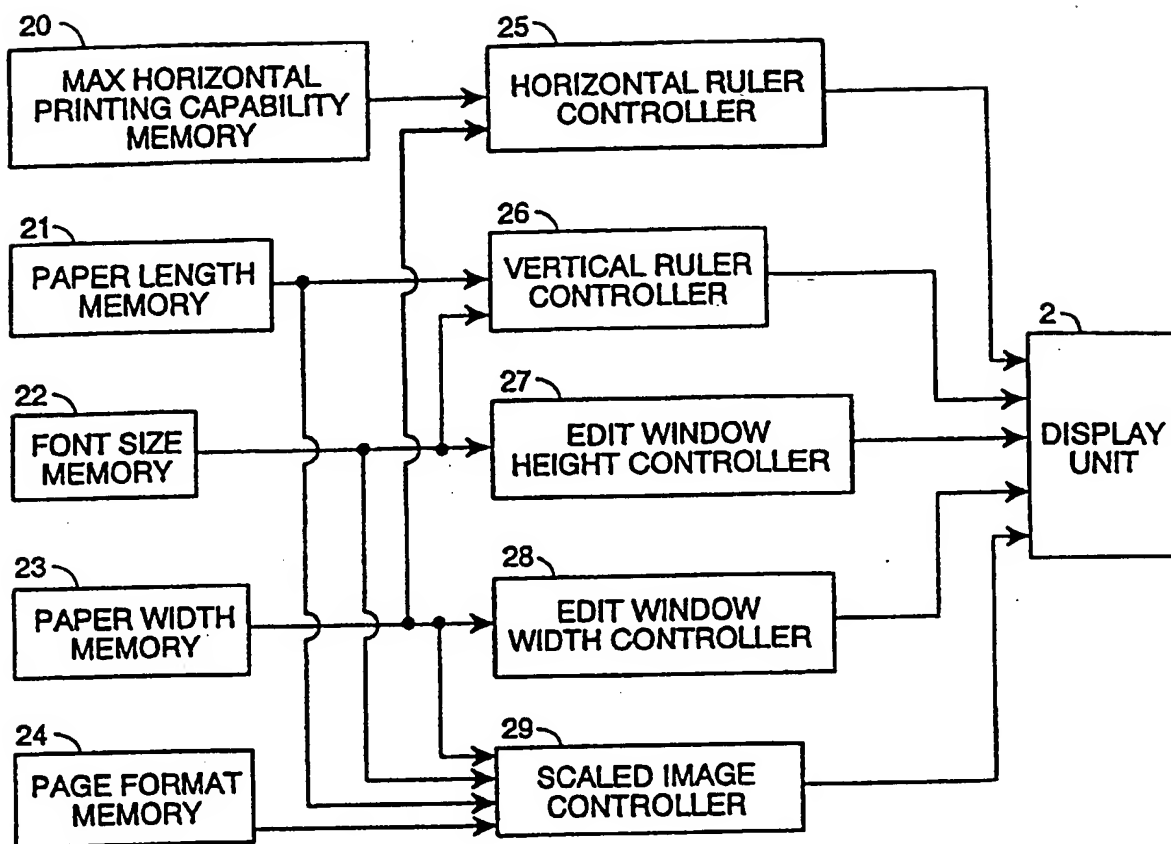 20
MAX HORIZONTAL
PRINTING CAPABILITY
MEMORY
25
HORIZONTAL RULER
CONTROLLER
21
PAPER LENGTH
MEMORY
26
VERTICAL RULER
CONTROLLER
2
DISPLAY
UNIT
22
FONT SIZE
MEMORY
27
EDIT WINDOW
HEIGHT CONTROLLER
23
PAPER WIDTH
MEMORY
28
EDIT WINDOW
WIDTH CONTROLLER
24
PAGE FORMAT
MEMORY
29
SCALED IMAGE
CONTROLLER